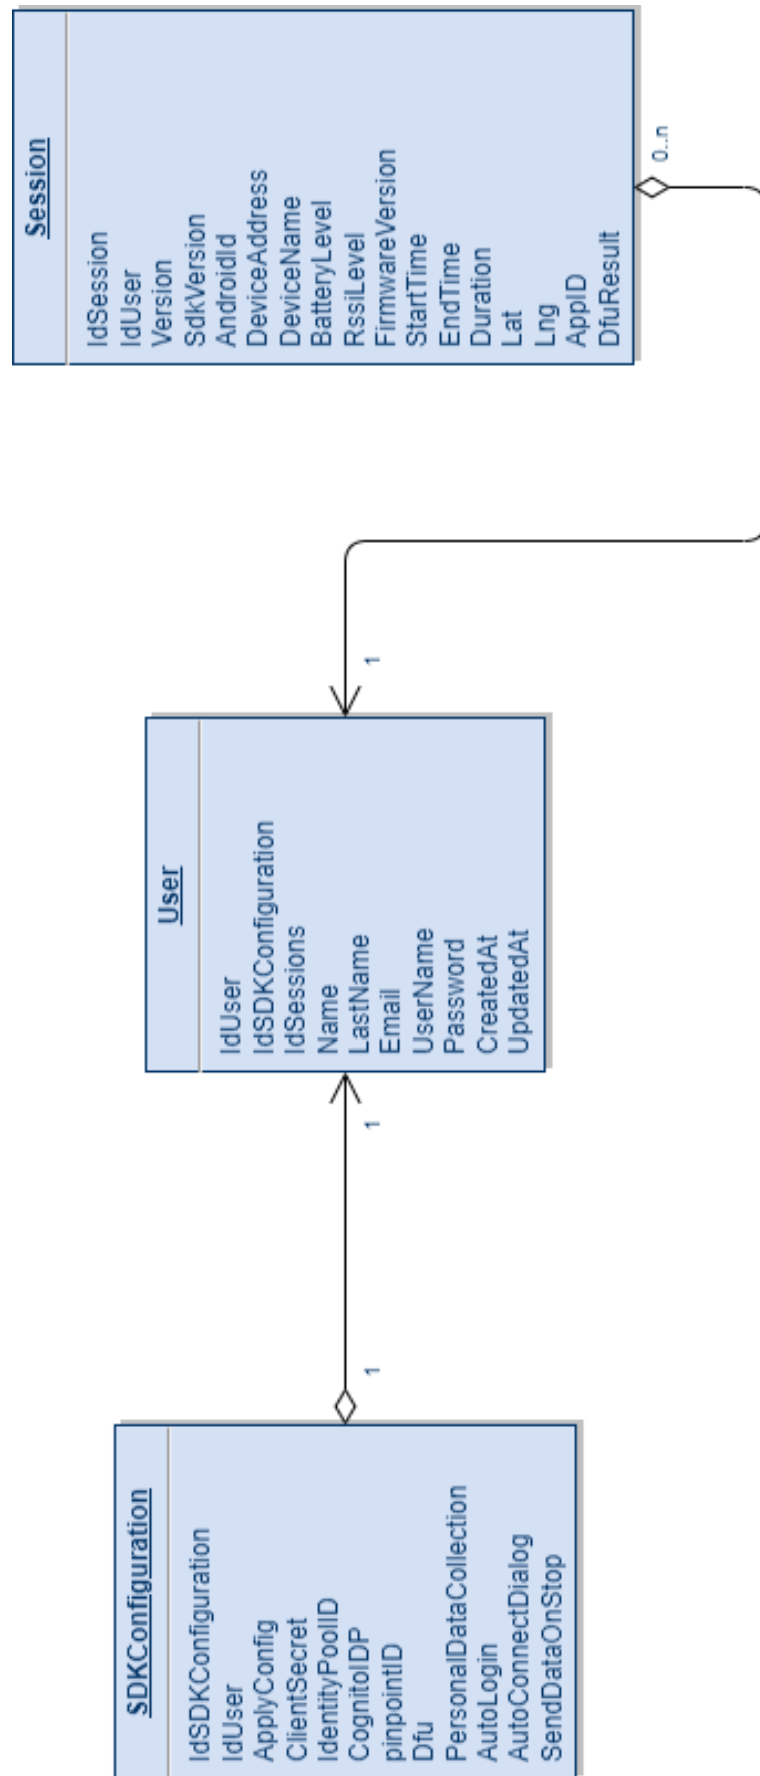 SDKConfiguration
IdSDKConfiguration
IdUser
ApplyConfig
ClientSecret
IdentityPoolID
CognitoIDP
pinpointID
Dfu
PersonalDataCollection
AutoLogin
AutoConnectDialog
SendDataOnStop
1
1
User
IdUser
IdSDKConfiguration
IdSessions
Name
LastName
Email
UserName
Password
CreatedAt
UpdatedAt
1
0..n
Session
IdSession
IdUser
Version
SdkVersion
AndroidId
DeviceAddress
DeviceName
BatteryLevel
RssiLevel
FirmwareVersion
StartTime
EndTime
Duration
Lat
Lng
AppID
DfuResult